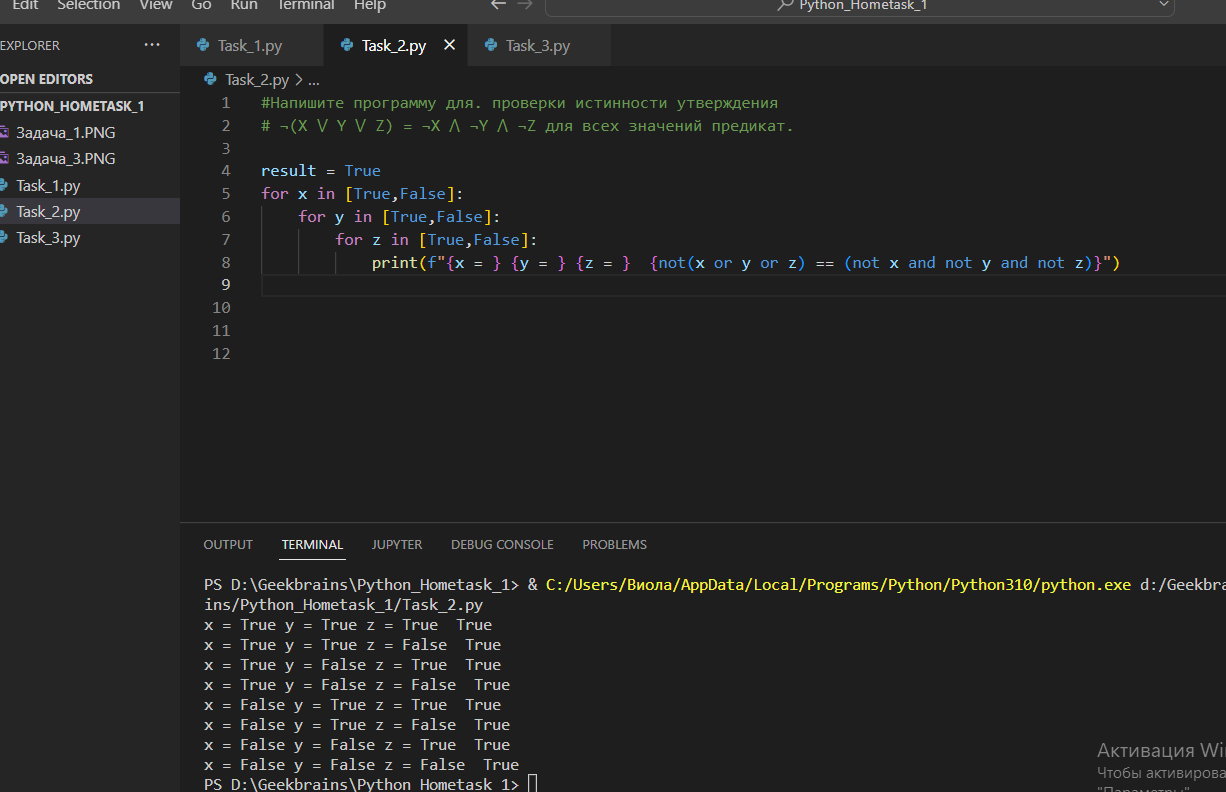 Edit Selection View Go Run Terminal Help ← → Python_Hometask_1
EXPLORER ···
Task_1.py Task_2.py × Task_3.py
OPEN EDITORS
Task_2.py > ...
PYTHON_HOMETASK_1
Задача_1.PNG
Задача_3.PNG
Task_1.py
Task_2.py
Task_3.py
1 #Напишите программу для. проверки истинности утверждения
2 # ¬(X ⋁ Y ⋁ Z) = ¬X ⋀ ¬Y ⋀ ¬Z для всех значений предикат.
3
4 result = True
5 for x in [True,False]:
6     for y in [True,False]:
7         for z in [True,False]:
8             print(f"{x = } {y = } {z = }  {not(x or y or z) == (not x and not y and not z)}")
9
10
11
12
OUTPUT TERMINAL JUPYTER DEBUG CONSOLE PROBLEMS
PS D:\Geekbrains\Python_Hometask_1> & C:/Users/Виола/AppData/Local/Programs/Python/Python310/python.exe d:/Geekbra
ins/Python_Hometask_1/Task_2.py
x = True y = True z = True  True
x = True y = True z = False  True
x = True y = False z = True  True
x = True y = False z = False  True
x = False y = True z = True  True
x = False y = True z = False  True
x = False y = False z = True  True
x = False y = False z = False  True
PS D:\Geekbrains\Python_Hometask_1>
Активация Wi
Чтобы активирова
"Параметры"